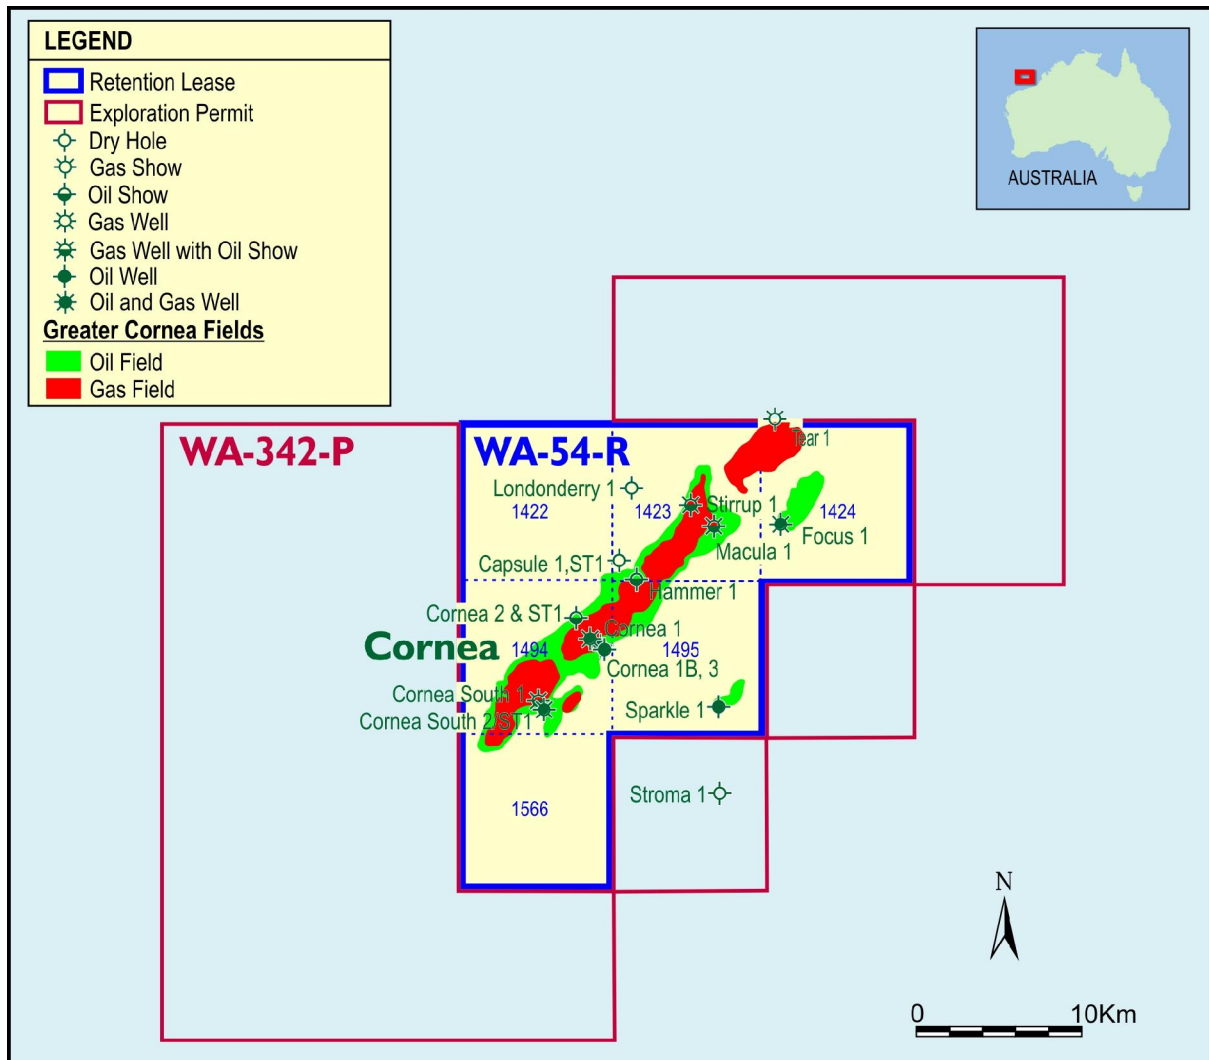 LEGEND
Retention Lease
Exploration Permit
Dry Hole
Gas Show
Oil Show
Gas Well
Gas Well with Oil Show
Oil Well
Oil and Gas Well
Greater Cornea Fields
Oil Field
Gas Field
AUSTRALIA
WA-342-P
WA-54-R
Tear 1
Londonderry 1
1422
1423
Stirrup 1
1424
Focus 1
Macula 1
Capsule 1,ST1
Hammer 1
Cornea 2 & ST1
Cornea 1
Cornea
1494
1495
Cornea 1B, 3
Cornea South 1
Cornea South 2/ST1
Sparkle 1
Stroma 1
1566
N
0 10Km